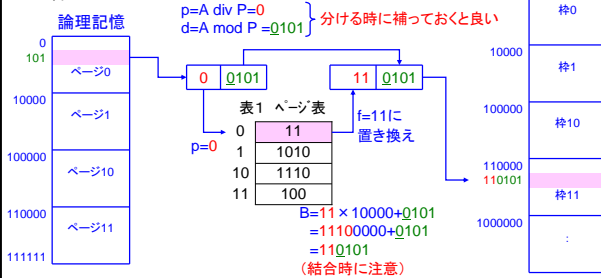 p=A div P=0
d=A mod P =0101
分ける時に補っておくと良い
論理記憶
0
101
ページ0
10000
ページ1
100000
ページ10
110000
ページ11
111111
0 0101
11 0101
表1 ページ表
p=0
0 11
1 1010
10 1110
11 100
f=11に
置き換え
B=11×10000+0101
=11100000+0101
=110101
(結合時に注意)
枠0
10000
枠1
100000
枠10
110000
110101
枠11
1000000
: